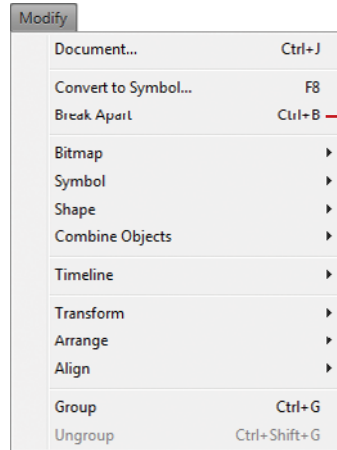 Modify
Document... Ctrl+J
Convert to Symbol... F8
Break Apart Ctrl+B
Bitmap
Symbol
Shape
Combine Objects
Timeline
Transform
Arrange
Align
Group Ctrl+G
Ungroup Ctrl+Shift+G